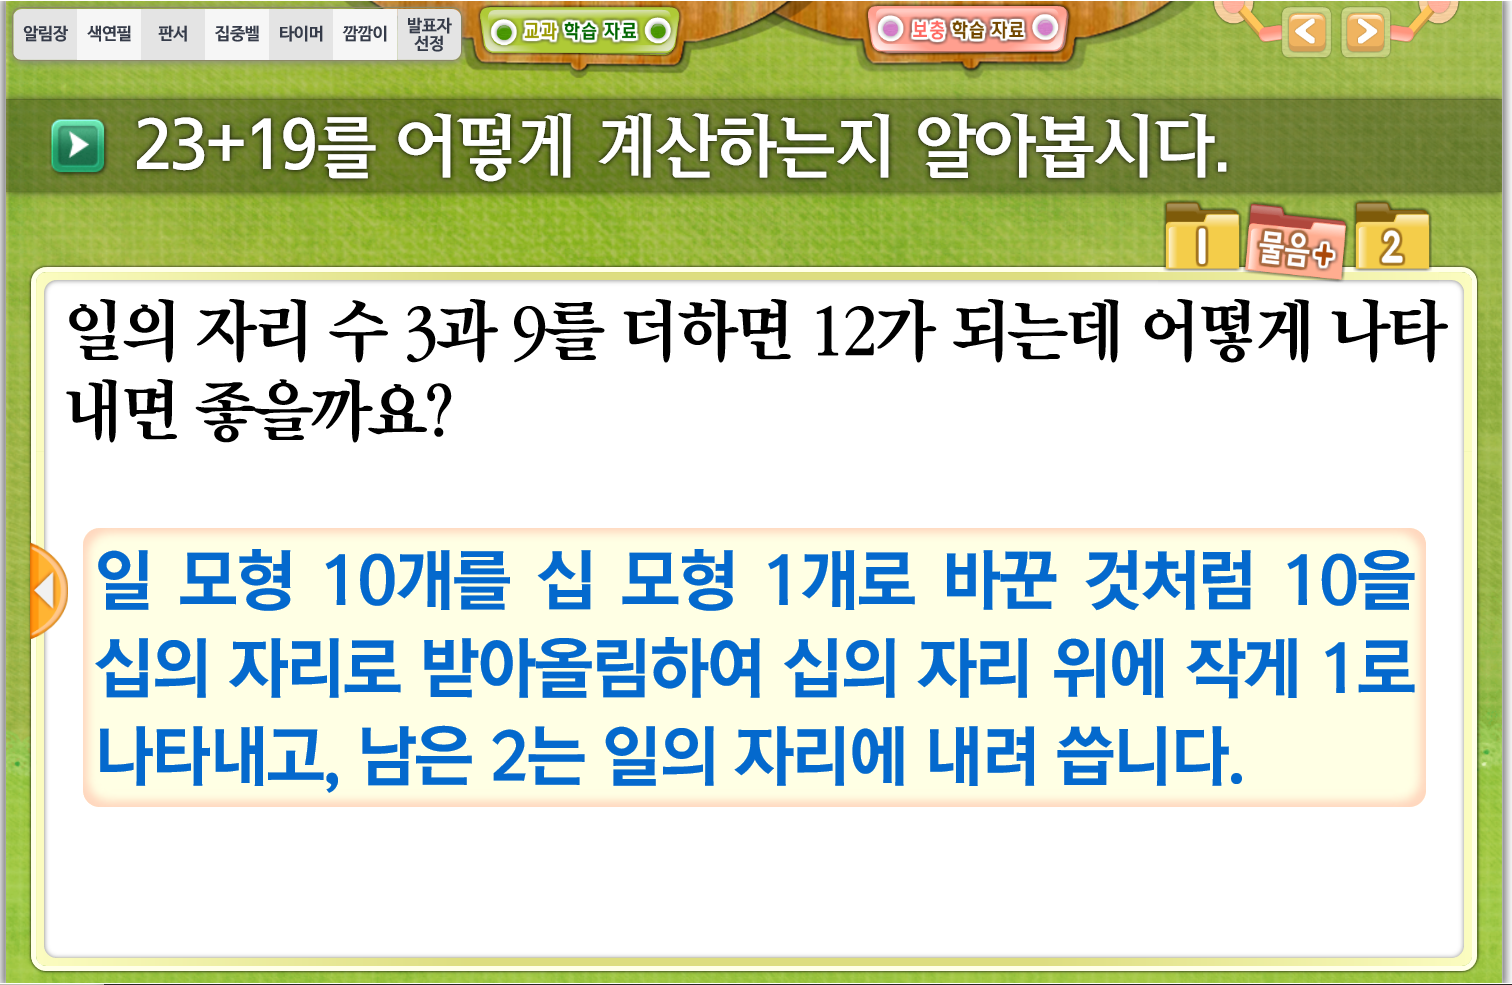 알림장 색연필 판서 집중벨 타이머 깜깜이 발표자 선정
교과 학습 자료
보충 학습 자료
23+19를 어떻게 계산하는지 알아봅시다.
1 물음+ 2
일의 자리 수 3과 9를 더하면 12가 되는데 어떻게 나타
내면 좋을까요?
일 모형 10개를 십 모형 1개로 바꾼 것처럼 10을
십의 자리로 받아올림하여 십의 자리 위에 작게 1로
나타내고, 남은 2는 일의 자리에 내려 씁니다.